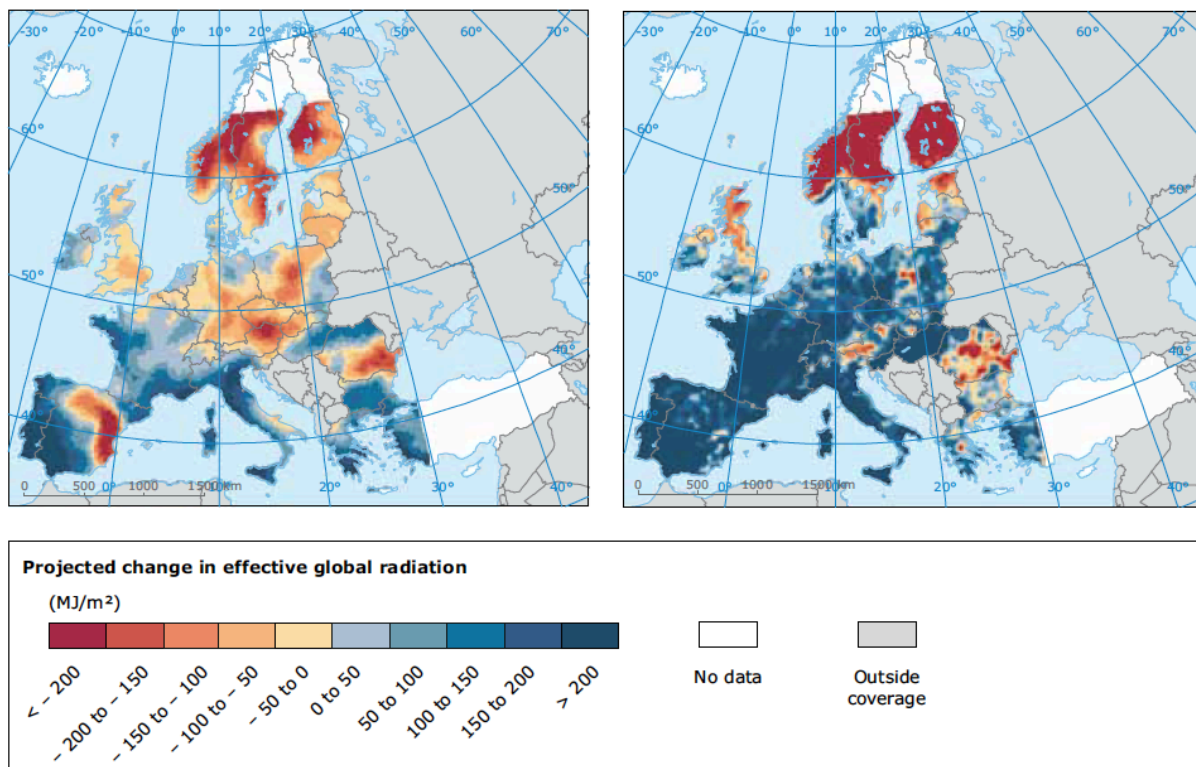 -30° -20° -10° 0° 10° 20° 30° 40° 50° 60° 70°
60°
50°
50°
40°
40°
0 500 1000 1500 km
0° 10° 20° 30° 40°
-30° -20° -10° 0° 10° 20° 30° 40° 50° 60° 70°
60°
50°
50°
40°
40°
0 500 1000 1500 km
0° 10° 20° 30° 40°
Projected change in effective global radiation
(MJ/m²)
< – 200
– 200 to – 150
– 150 to – 100
– 100 to – 50
– 50 to 0
0 to 50
50 to 100
100 to 150
150 to 200
> 200
No data
Outside
coverage